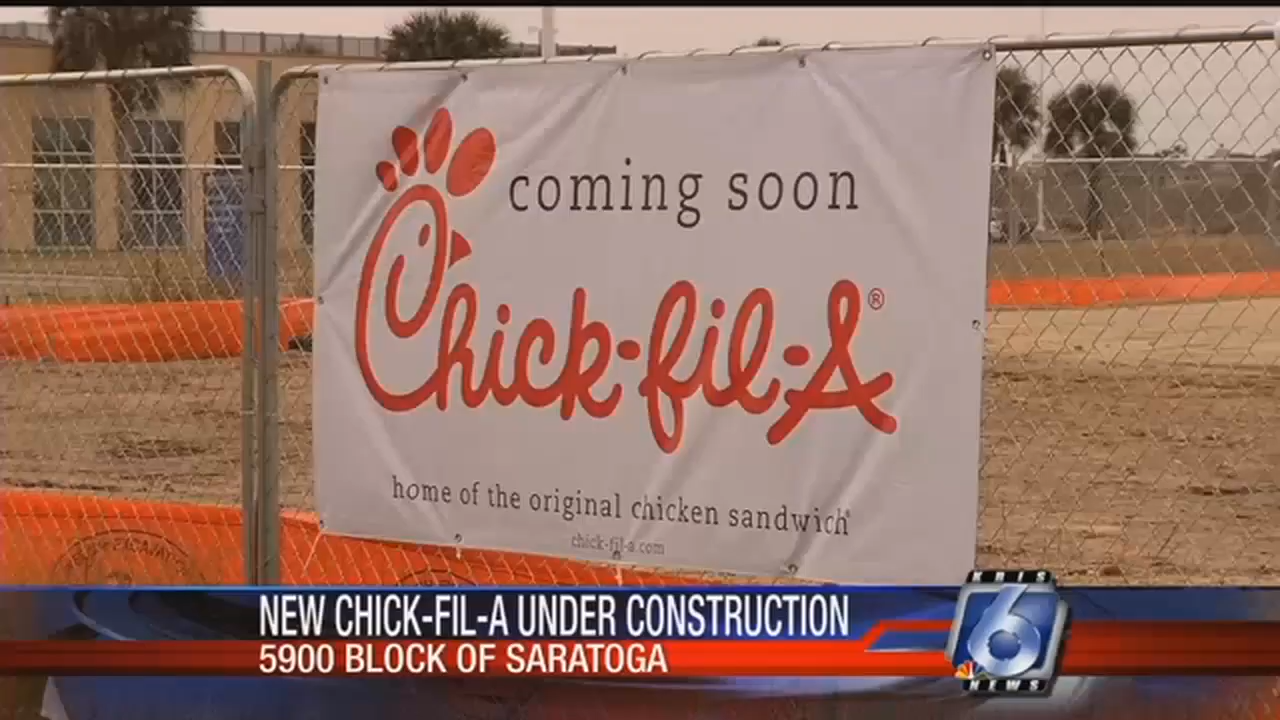 coming soon
Chick-fil-A®
home of the original chicken sandwich®
chick-fil-a.com
NEW CHICK-FIL-A UNDER CONSTRUCTION
5900 BLOCK OF SARATOGA
KRIS
6
NEWS